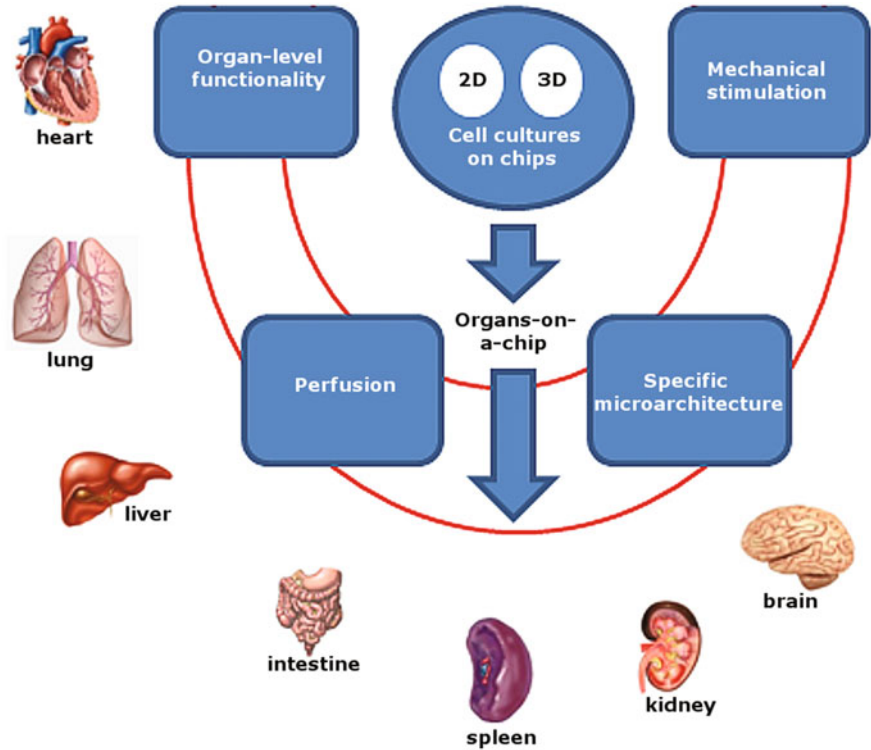 Organ-level
functionality
2D
3D
Cell cultures
on chips
Mechanical
stimulation
heart
lung
Organs-on-
a-chip
Perfusion
Specific
microarchitecture
liver
intestine
spleen
kidney
brain